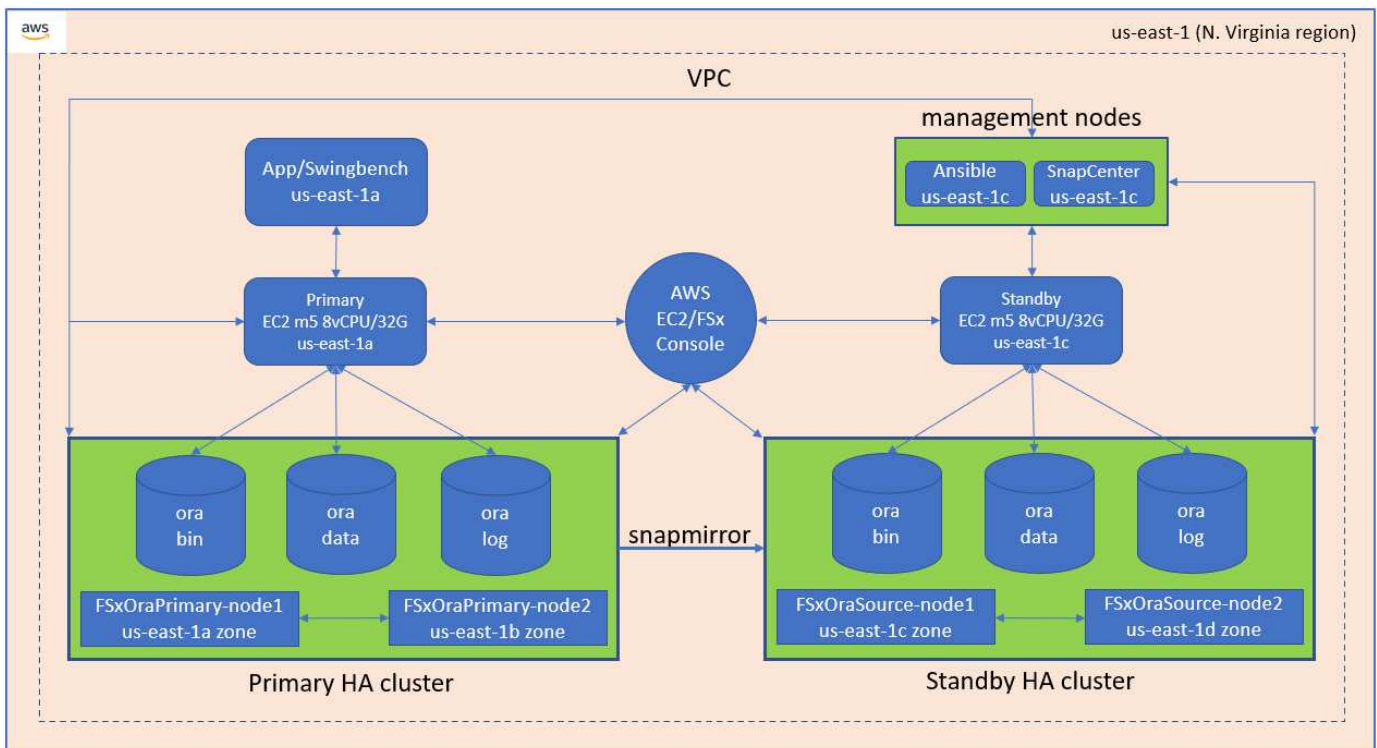 aws
us-east-1 (N. Virginia region)
VPC
management nodes
App/Swingbench
us-east-1a
Ansible
us-east-1c
SnapCenter
us-east-1c
Primary
EC2 m5 8vCPU/32G
us-east-1a
AWS
EC2/FSx
Console
Standby
EC2 m5 8vCPU/32G
us-east-1c
ora
bin
ora
data
ora
log
snapmirror
ora
bin
ora
data
ora
log
FSxOraPrimary-node1
us-east-1a zone
FSxOraPrimary-node2
us-east-1b zone
FSxOraSource-node1
us-east-1c zone
FSxOraSource-node2
us-east-1d zone
Primary HA cluster
Standby HA cluster